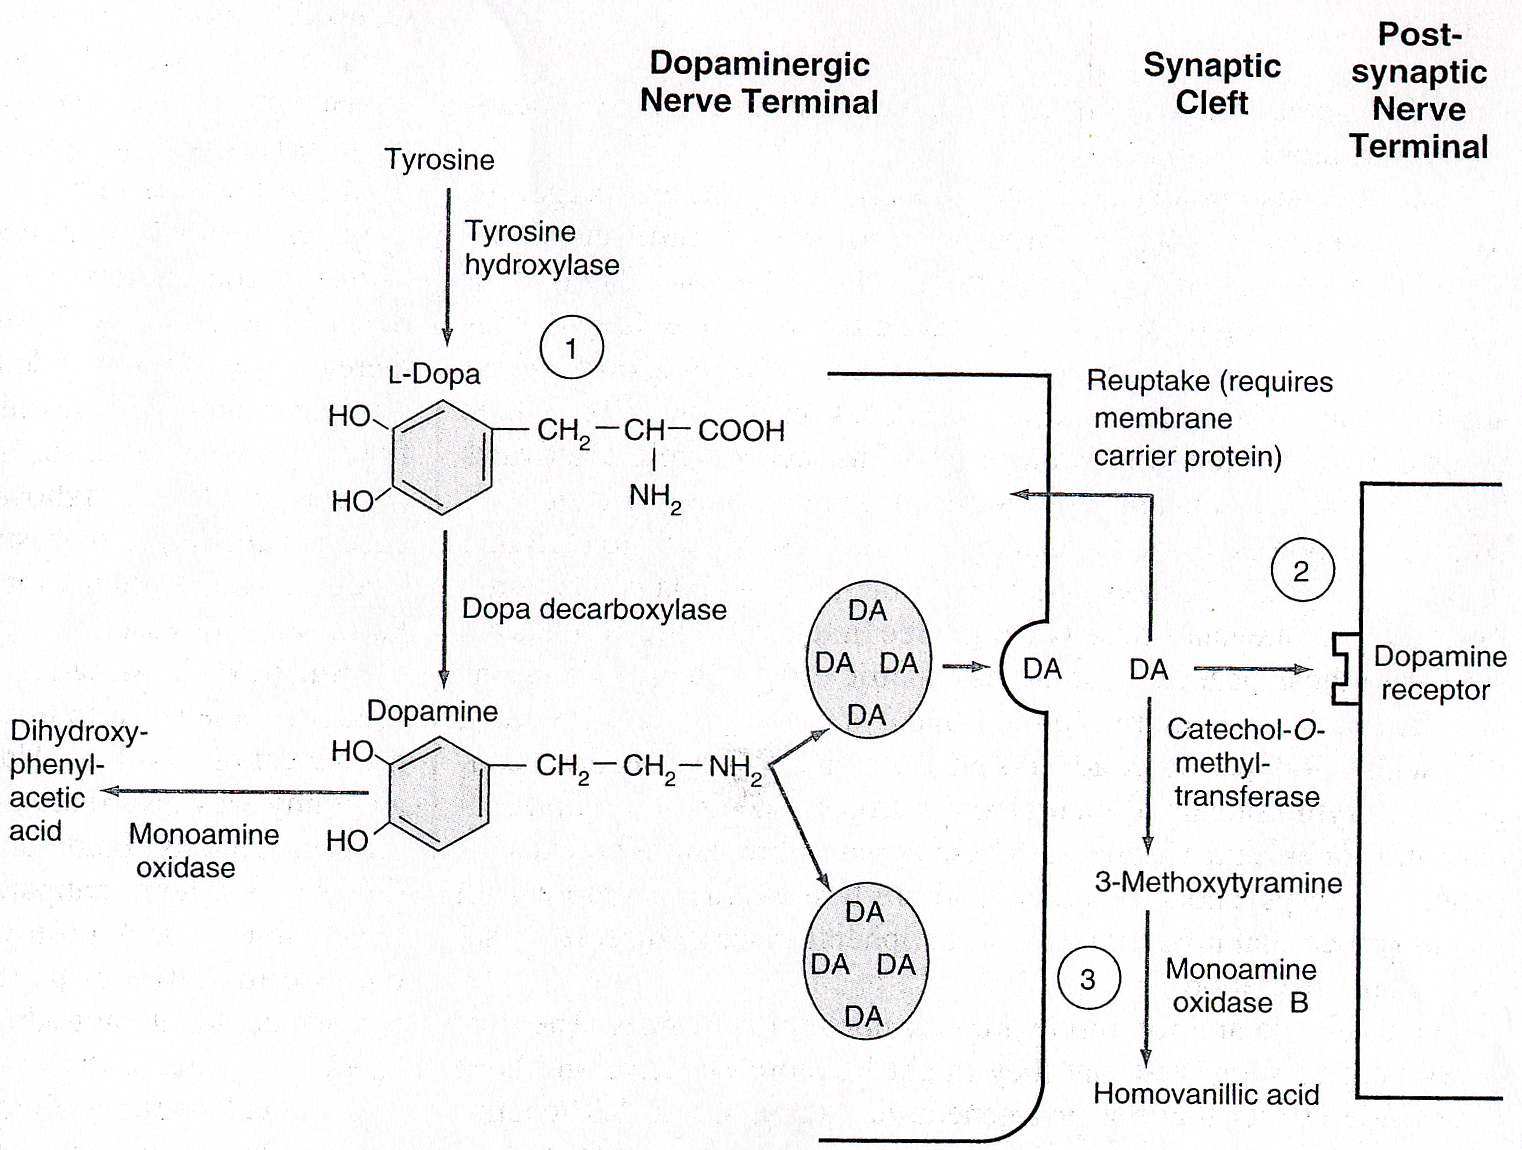 Dopaminergic
Nerve Terminal
Synaptic
Cleft
Post-
synaptic
Nerve
Terminal
Tyrosine
Tyrosine
hydroxylase
1
L-Dopa
HO
HO
CH2—CH—COOH
NH2
Dopa decarboxylase
Dopamine
HO
HO
CH2—CH2—NH2
Dihydroxy-
phenyl-
acetic
acid
Monoamine
oxidase
DA
DA DA
DA
DA
DA DA
DA
DA
Reuptake (requires
membrane
carrier protein)
DA
2
Dopamine
receptor
Catechol-O-
methyl-
transferase
3-Methoxytyramine
3
Monoamine
oxidase B
Homovanillic acid